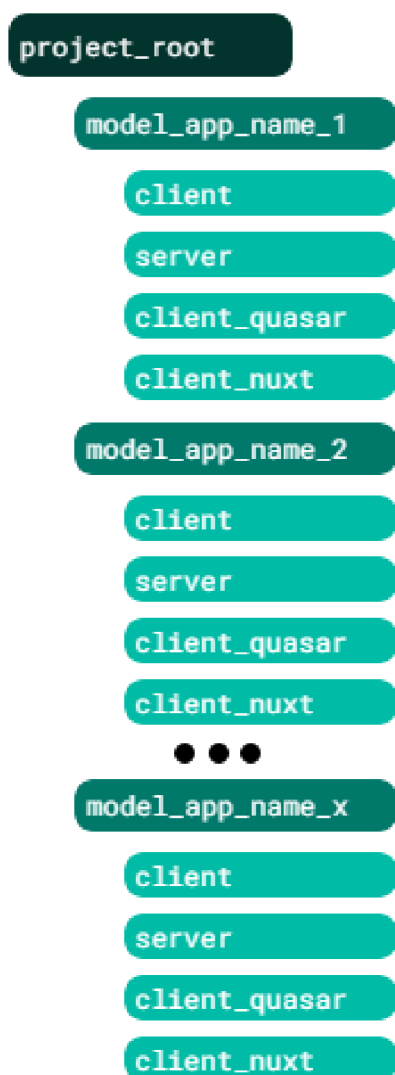 project_root
model_app_name_1
client
server
client_quasar
client_nuxt
model_app_name_2
client
server
client_quasar
client_nuxt
model_app_name_x
client
server
client_quasar
client_nuxt